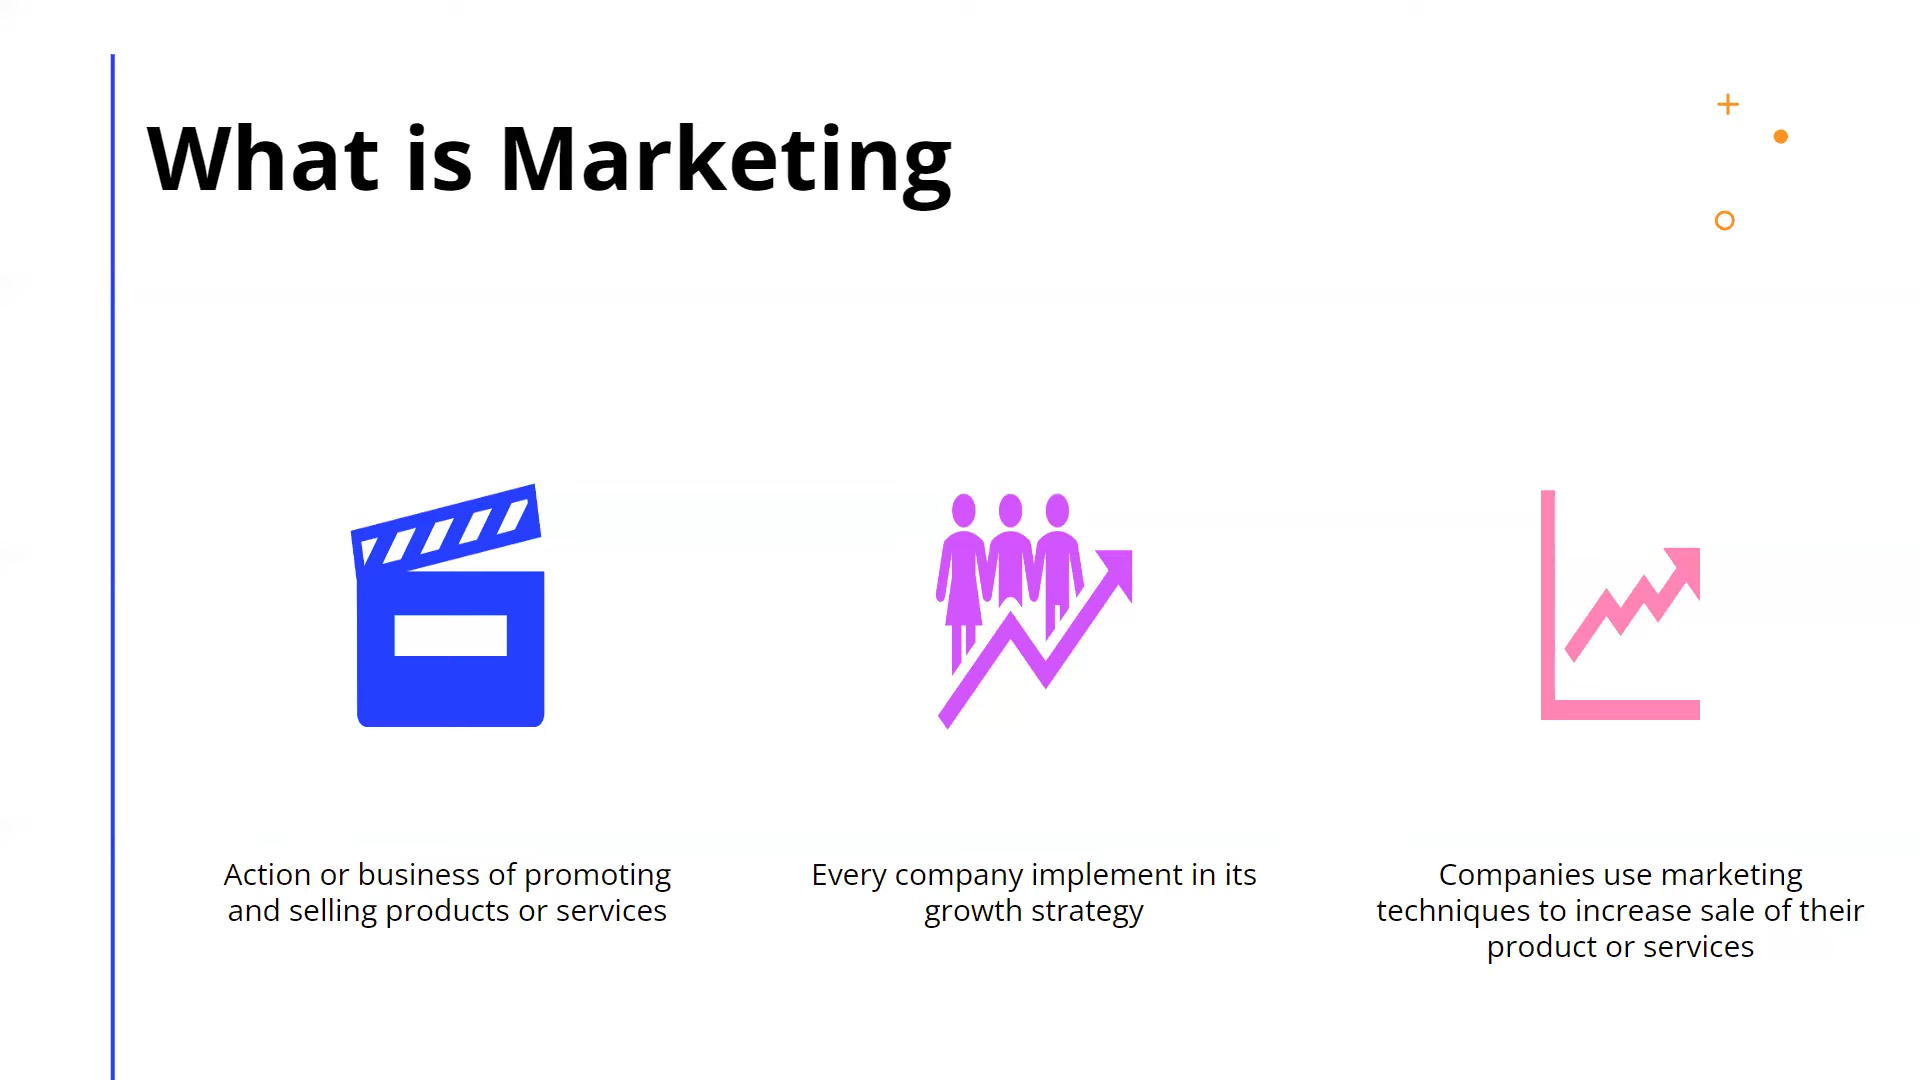 What is Marketing
Action or business of promoting
and selling products or services
Every company implement in its
growth strategy
Companies use marketing
techniques to increase sale of their
product or services